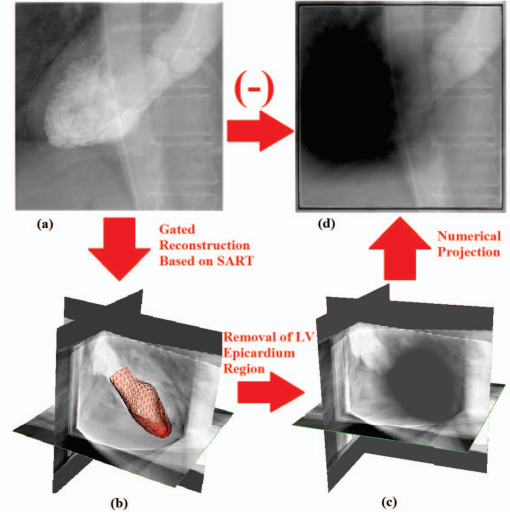 (-)
(a)
(d)
Gated
Reconstruction
Based on SART
Numerical
Projection
Removal of LV
Epicardium
Region
(b)
(c)